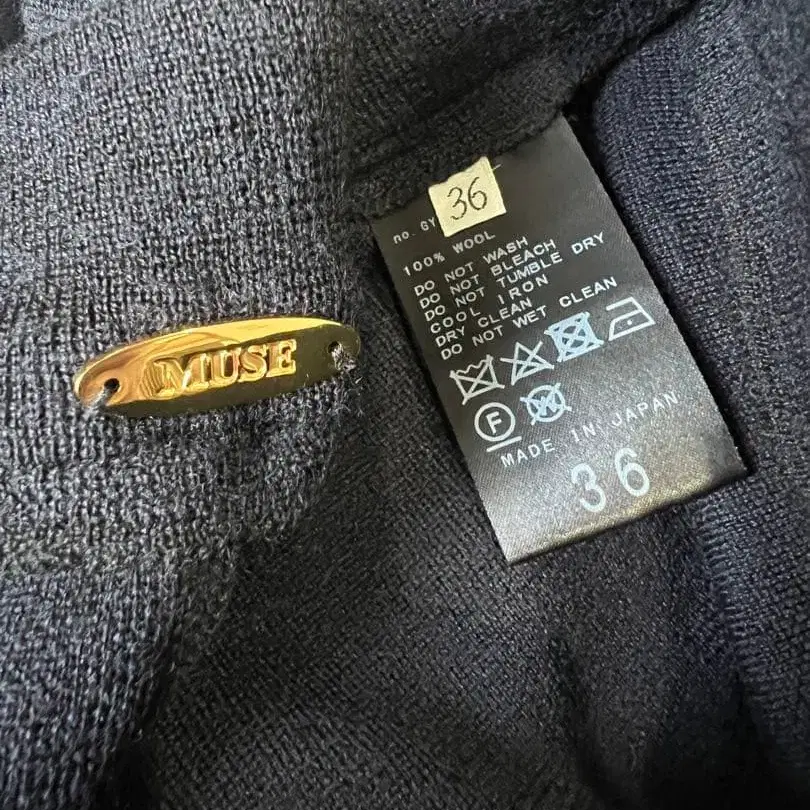 MUSE
36
no. GY
100% WOOL
DO NOT WASH
DO NOT BLEACH
DO NOT TUMBLE DRY
COOL IRON
DRY CLEAN
DO NOT WET CLEAN
F
W
MADE IN JAPAN
36